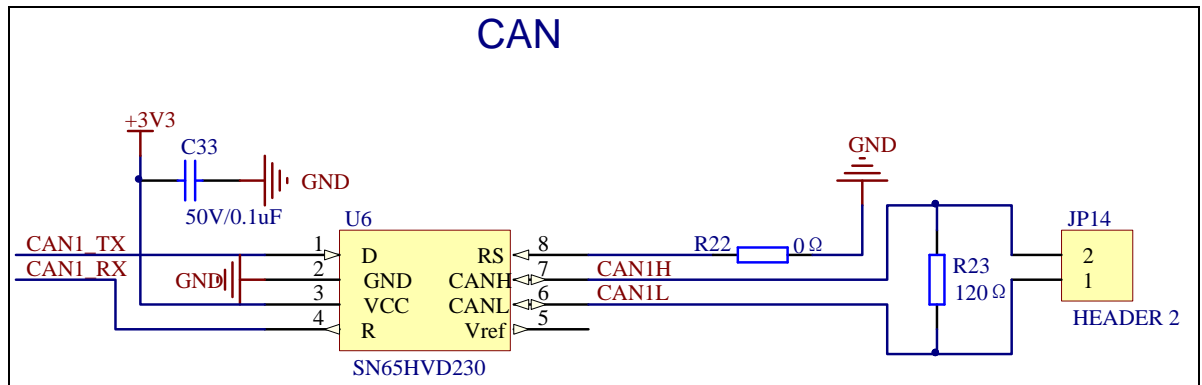 CAN
+3V3
C33
GND
GND
50V/0.1uF
U6
JP14
CAN1_TX
1
D
RS
8
R22
0Ω
2
CAN1_RX
GND
2
GND
CANH
7
CAN1H
R23
1
3
VCC
CANL
6
CAN1L
120Ω
4
R
Vref
5
HEADER 2
SN65HVD230